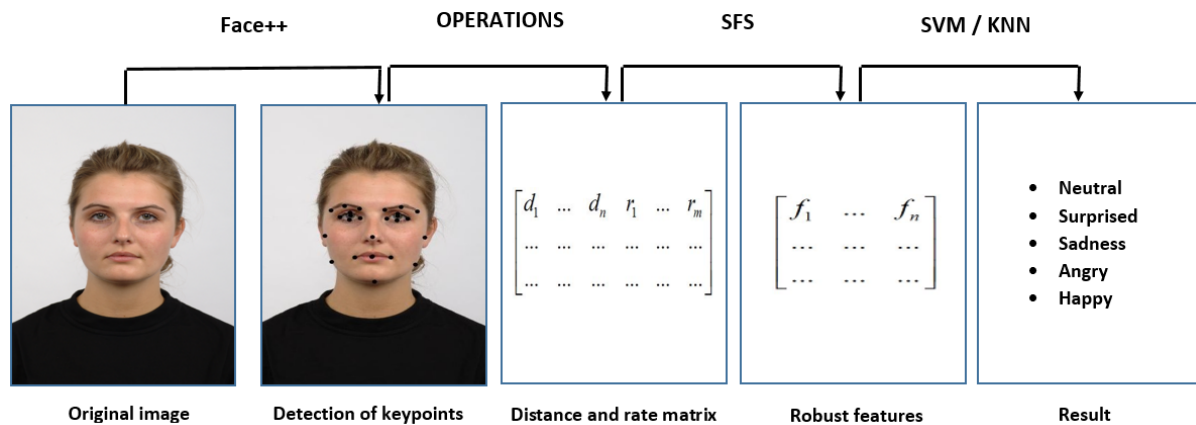 Face++ OPERATIONS SFS SVM / KNN
d₁ ... dₙ r₁ ... rₘ
... ... ... ... ... ...
... ... ... ... ... ...
f₁ ... fₙ
... ... ...
... ... ...
• Neutral
• Surprised
• Sadness
• Angry
• Happy
Original image Detection of keypoints Distance and rate matrix Robust features Result